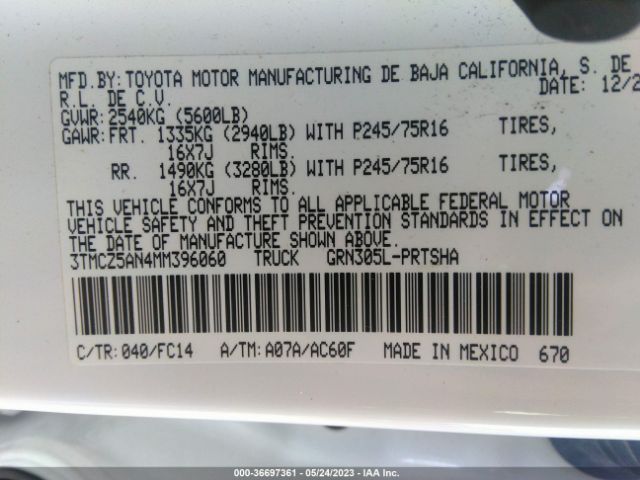 MFD.BY:TOYOTA MOTOR MANUFACTURING DE BAJA CALIFORNIA, S. DE
R.L. DE C.V. DATE: 12/2
GVWR:2540KG (5600LB)
GAWR:FRT. 1335KG (2940LB) WITH P245/75R16 TIRES,
16X7J RIMS.
RR. 1490KG (3280LB) WITH P245/75R16 TIRES,
16X7J RIMS.
THIS VEHICLE CONFORMS TO ALL APPLICABLE FEDERAL MOTOR
VEHICLE SAFETY AND THEFT PREVENTION STANDARDS IN EFFECT ON
THE DATE OF MANUFACTURE SHOWN ABOVE.
3TMCZ5AN4MM396060 TRUCK GRN305L-PRTSHA
C/TR:040/FC14 A/TM:A07A/AC60F MADE IN MEXICO 670
000-36697361 - 05/24/2023 - IAA Inc.